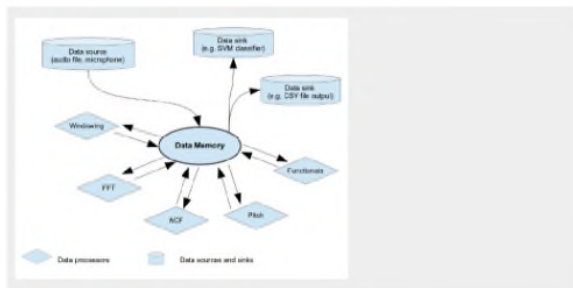 Data source
(audio file, microphone)
Data sink
(e.g. SVM classifier)
Data sink
(e.g. CSV file output)
Windowing
Data Memory
Functionals
FFT
ACF
Pitch
Data processors
Data sources and sinks